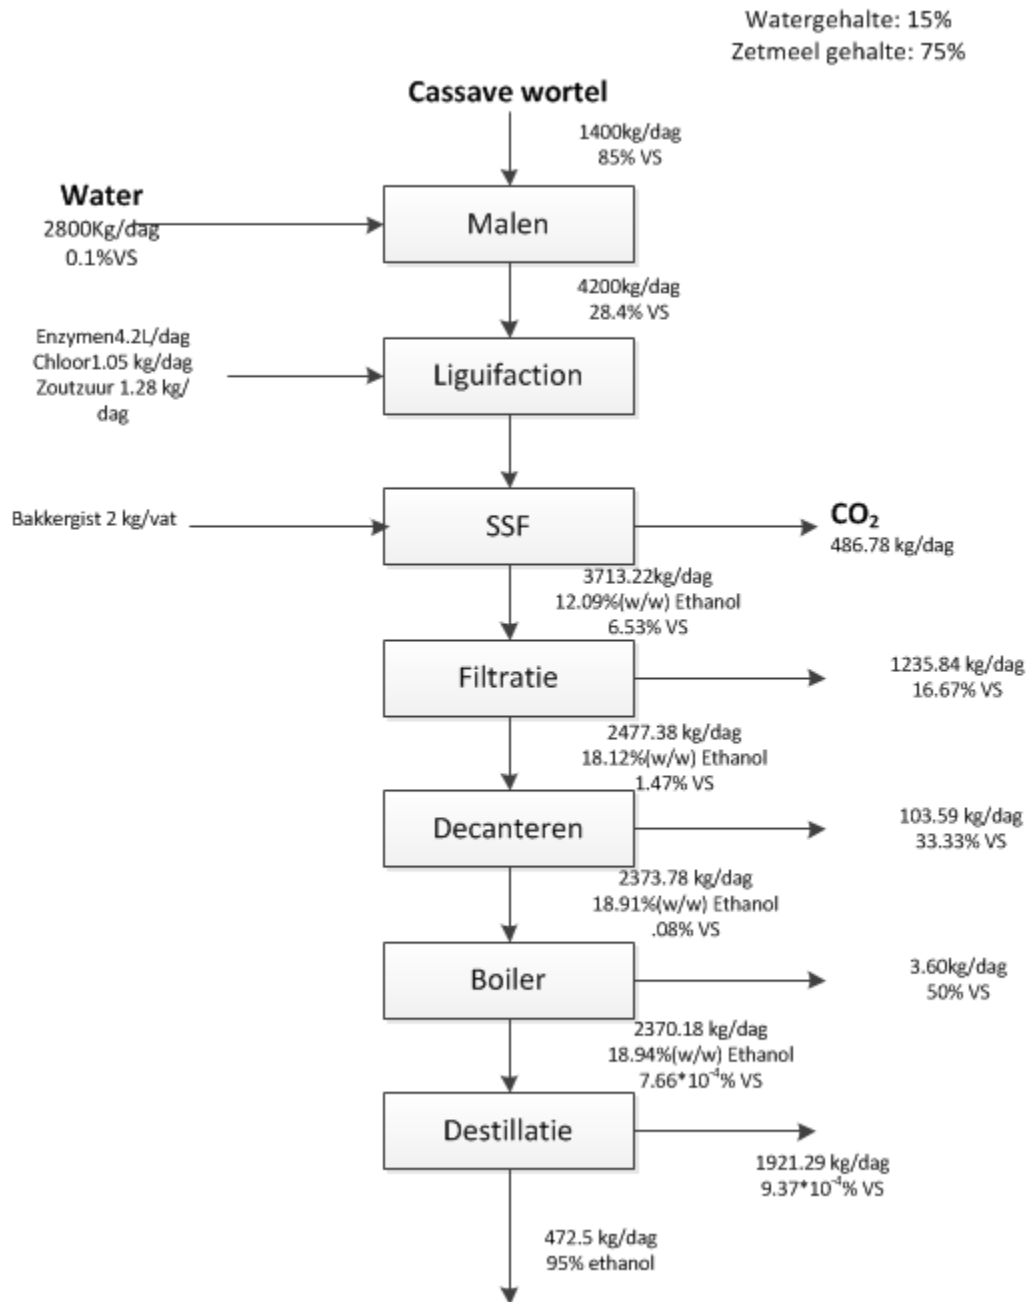 Watergehalte: 15%
Zetmeel gehalte: 75%
Cassave wortel
1400kg/dag
85% VS
Water
2800Kg/dag
0.1%VS
Malen
4200kg/dag
28.4% VS
Enzymen4.2L/dag
Chloor1.05 kg/dag
Zoutzuur 1.28 kg/
dag
Liguifaction
Bakkergist 2 kg/vat
SSF
CO₂
486.78 kg/dag
3713.22kg/dag
12.09%(w/w) Ethanol
6.53% VS
Filtratie
1235.84 kg/dag
16.67% VS
2477.38 kg/dag
18.12%(w/w) Ethanol
1.47% VS
Decanteren
103.59 kg/dag
33.33% VS
2373.78 kg/dag
18.91%(w/w) Ethanol
.08% VS
Boiler
3.60kg/dag
50% VS
2370.18 kg/dag
18.94%(w/w) Ethanol
7.66*10⁻⁴% VS
Destillatie
1921.29 kg/dag
9.37*10⁻⁴% VS
472.5 kg/dag
95% ethanol